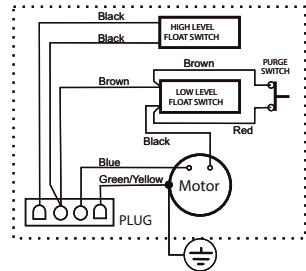 Black
HIGH LEVEL
FLOAT SWITCH
Black
Brown
PURGE
SWITCH
Brown
LOW LEVEL
FLOAT SWITCH
Red
Black
Blue
Green/Yellow
Motor
PLUG